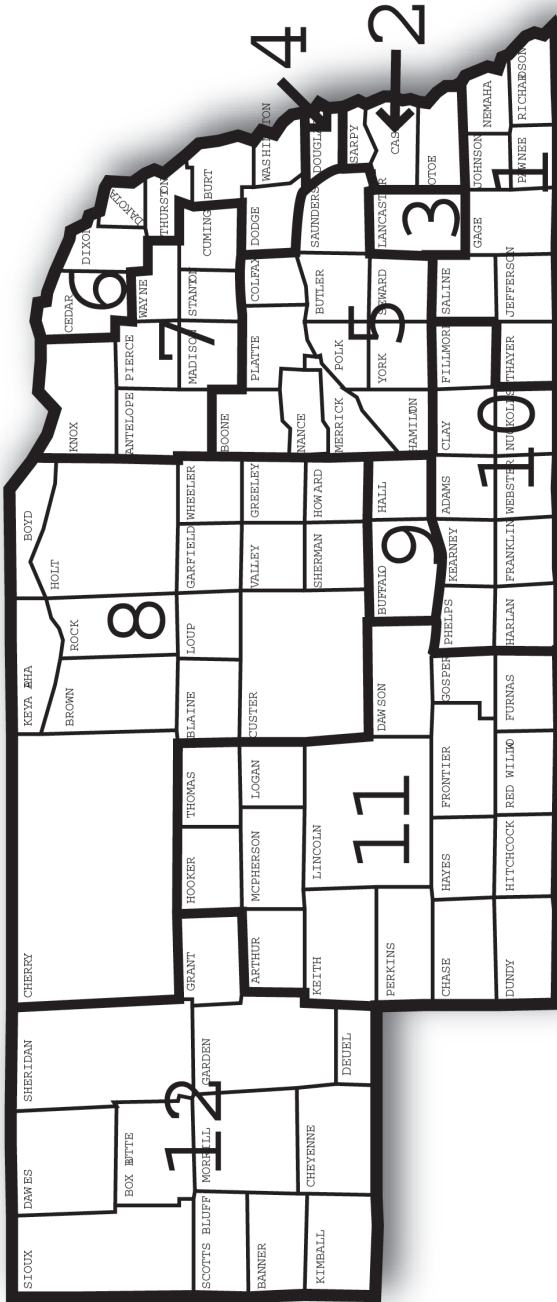 SIOUX
DAWES
SHERIDAN
CHERRY
KEYA PAHA
BOYD
HOLT
ROCK
BROWN
KNOX
CEDAR
DIXON
DAKOTA
6
BOX BUTTE
8
ANTELOPE
PIERCE
WAYNE
THURSTON
12
7
SCOTTS BLUFF
MORRILL
GARDEN
GRANT
HOOKER
THOMAS
BLAINE
LOUP
GARFIELD
WHEELER
BOONE
MADISON
STANTON
CUMING
BURT
BANNER
ARTHUR
MCPHERSON
LOGAN
CUSTER
VALLEY
GREELEY
NANCE
PLATTE
COLFAX
DODGE
WASHINGTON
4
KIMBALL
CHEYENNE
DEUEL
KEITH
LINCOLN
SHERMAN
HOWARD
MERRICK
POLK
BUTLER
SAUNDERS
DOUGLAS
SARPY
2
11
9
5
PERKINS
DAWSON
BUFFALO
HALL
HAMILTON
YORK
SEWARD
LANCASTER
CASS
3
OTOE
CHASE
HAYES
FRONTIER
GOSPER
PHELPS
KEARNEY
ADAMS
CLAY
FILLMORE
SALINE
GAGE
JOHNSON
NEMAHA
10
1
DUNDY
HITCHCOCK
RED WILLOW
FURNAS
HARLAN
FRANKLIN
WEBSTER
NUCKOLLS
THAYER
JEFFERSON
PAWNEE
RICHARDSON